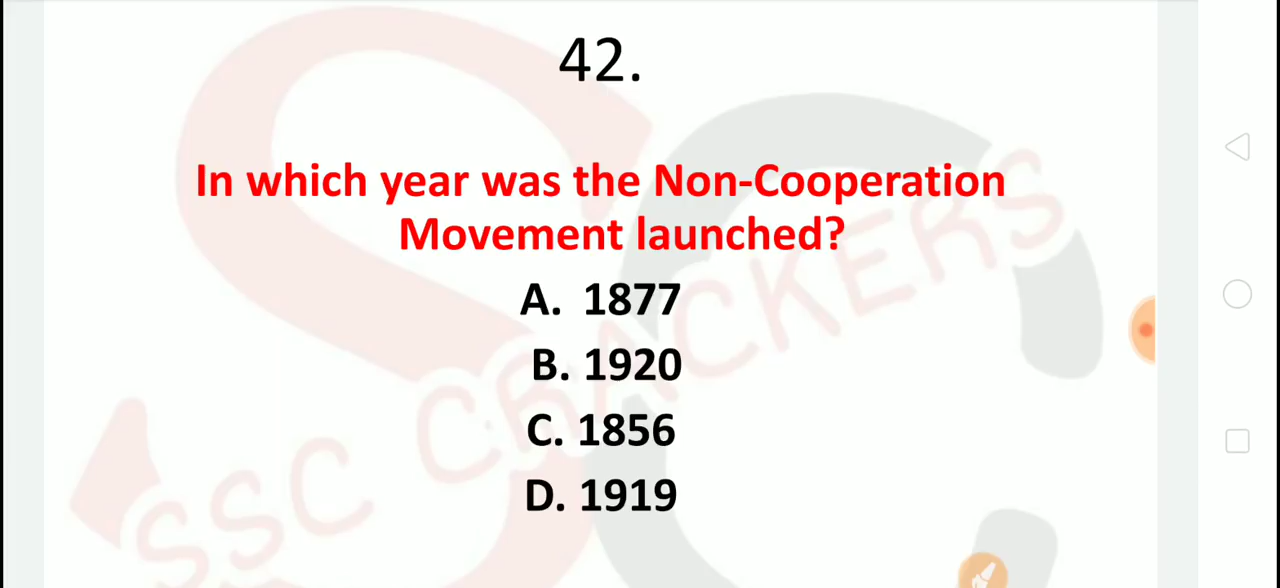 42.
In which year was the Non-Cooperation
Movement launched?
A. 1877
B. 1920
C. 1856
D. 1919
SSC CRACKERS